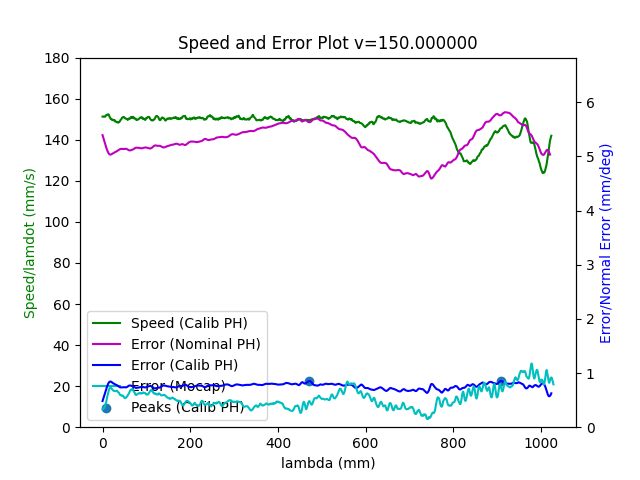 Speed and Error Plot v=150.000000
180
160
140
120
100
80
60
40
20
0
Speed/lamdot (mm/s)
6
5
4
3
2
1
0
Error/Normal Error (mm/deg)
Speed (Calib PH)
Error (Nominal PH)
Error (Calib PH)
Error (Mocap)
Peaks (Calib PH)
0 200 400 600 800 1000
lambda (mm)